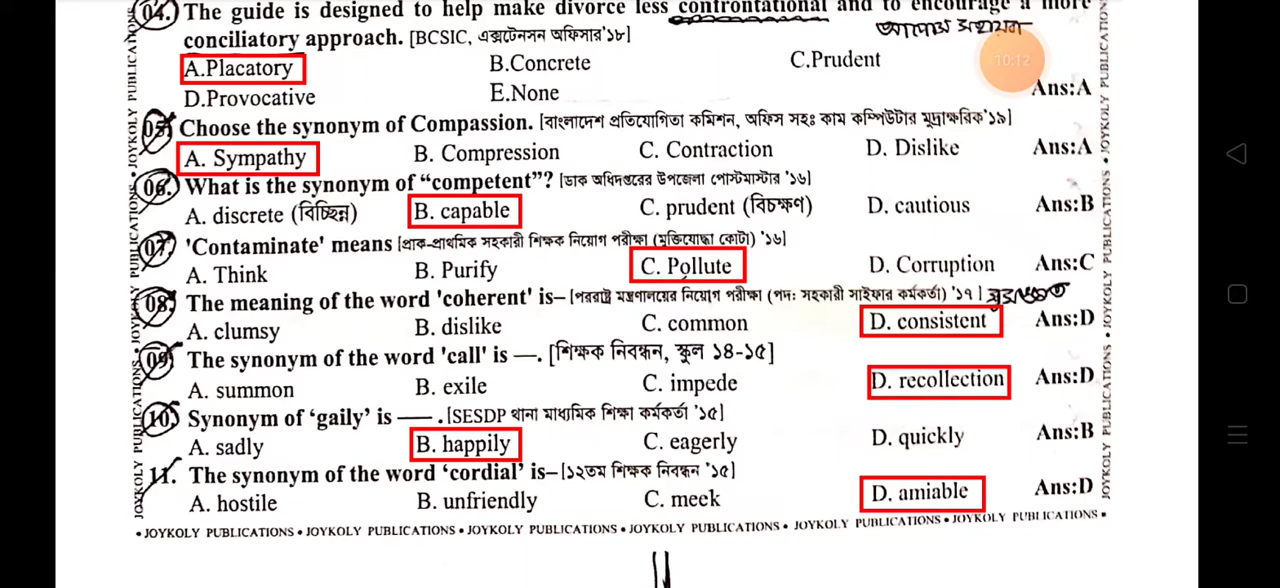 04. The guide is designed to help make divorce less confrontational and to encourage a more
conciliatory approach. [BCSIC, এক্সটেনসন অফিসার'১৮]
10:12
A.Placatory B.Concrete C.Prudent
D.Provocative E.None Ans:A
05. Choose the synonym of Compassion. [বাংলাদেশ প্রতিযোগিতা কমিশন, অফিস সহঃ কাম কম্পিউটার মুদ্রাক্ষরিক'১৯]
A. Sympathy B. Compression C. Contraction D. Dislike Ans:A
06. What is the synonym of “competent”? [ডাক অধিদপ্তরের উপজেলা পোস্টমাস্টার '১৬]
A. discrete (বিচ্ছিন্ন) B. capable C. prudent (বিচক্ষণ) D. cautious Ans:B
07. 'Contaminate' means [প্রাক-প্রাথমিক সহকারী শিক্ষক নিয়োগ পরীক্ষা (মুক্তিযোদ্ধা কোটা) '১৬]
A. Think B. Purify C. Pollute D. Corruption Ans:C
08. The meaning of the word 'coherent' is– [পররাষ্ট্র মন্ত্রণালয়ের নিয়োগ পরীক্ষা (পদ: সহকারী সাইফার কর্মকর্তা) '১৭]
A. clumsy B. dislike C. common D. consistent Ans:D
09. The synonym of the word 'call' is —. [শিক্ষক নিবন্ধন, স্কুল ১৪-১৫]
A. summon B. exile C. impede D. recollection Ans:D
10. Synonym of ‘gaily’ is —— . [SESDP থানা মাধ্যমিক শিক্ষা কর্মকর্তা '১৫]
A. sadly B. happily C. eagerly D. quickly Ans:B
11. The synonym of the word ‘cordial’ is– [১২তম শিক্ষক নিবন্ধন '১৫]
A. hostile B. unfriendly C. meek D. amiable Ans:D
• JOYKOLY PUBLICATIONS • JOYKOLY PUBLICATIONS • JOYKOLY PUBLICATIONS • JOYKOLY PUBLICATIONS • JOYKOLY PUBLICATIONS • JOYKOLY PUBLICATIONS •